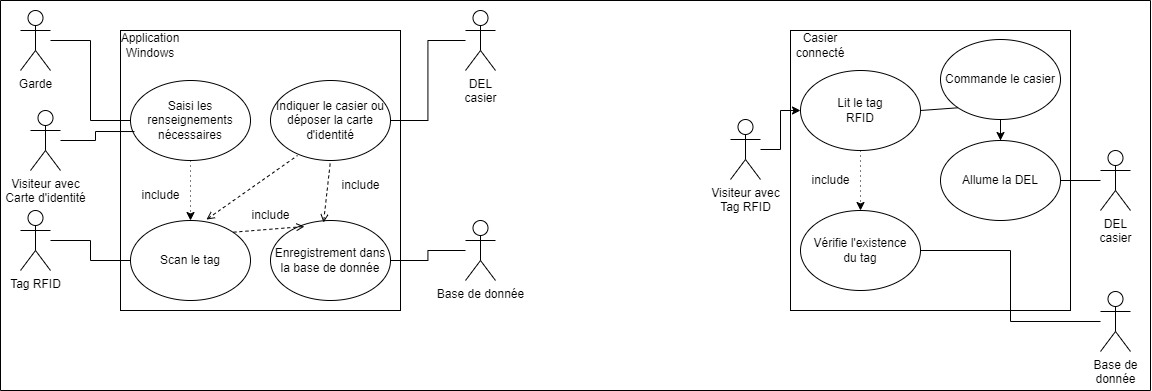 Application
Windows
Garde
DEL
casier
Saisi les
renseignements
nécessaires
Indiquer le casier ou
déposer la carte
d'identité
Visiteur avec
Carte d'identité
include
include
include
Tag RFID
Scan le tag
Enregistrement dans
la base de donnée
Base de donnée
Casier
connecté
Commande le casier
Lit le tag
RFID
Visiteur avec
Tag RFID
include
Allume la DEL
DEL
casier
Vérifie l'existence
du tag
Base de
donnée